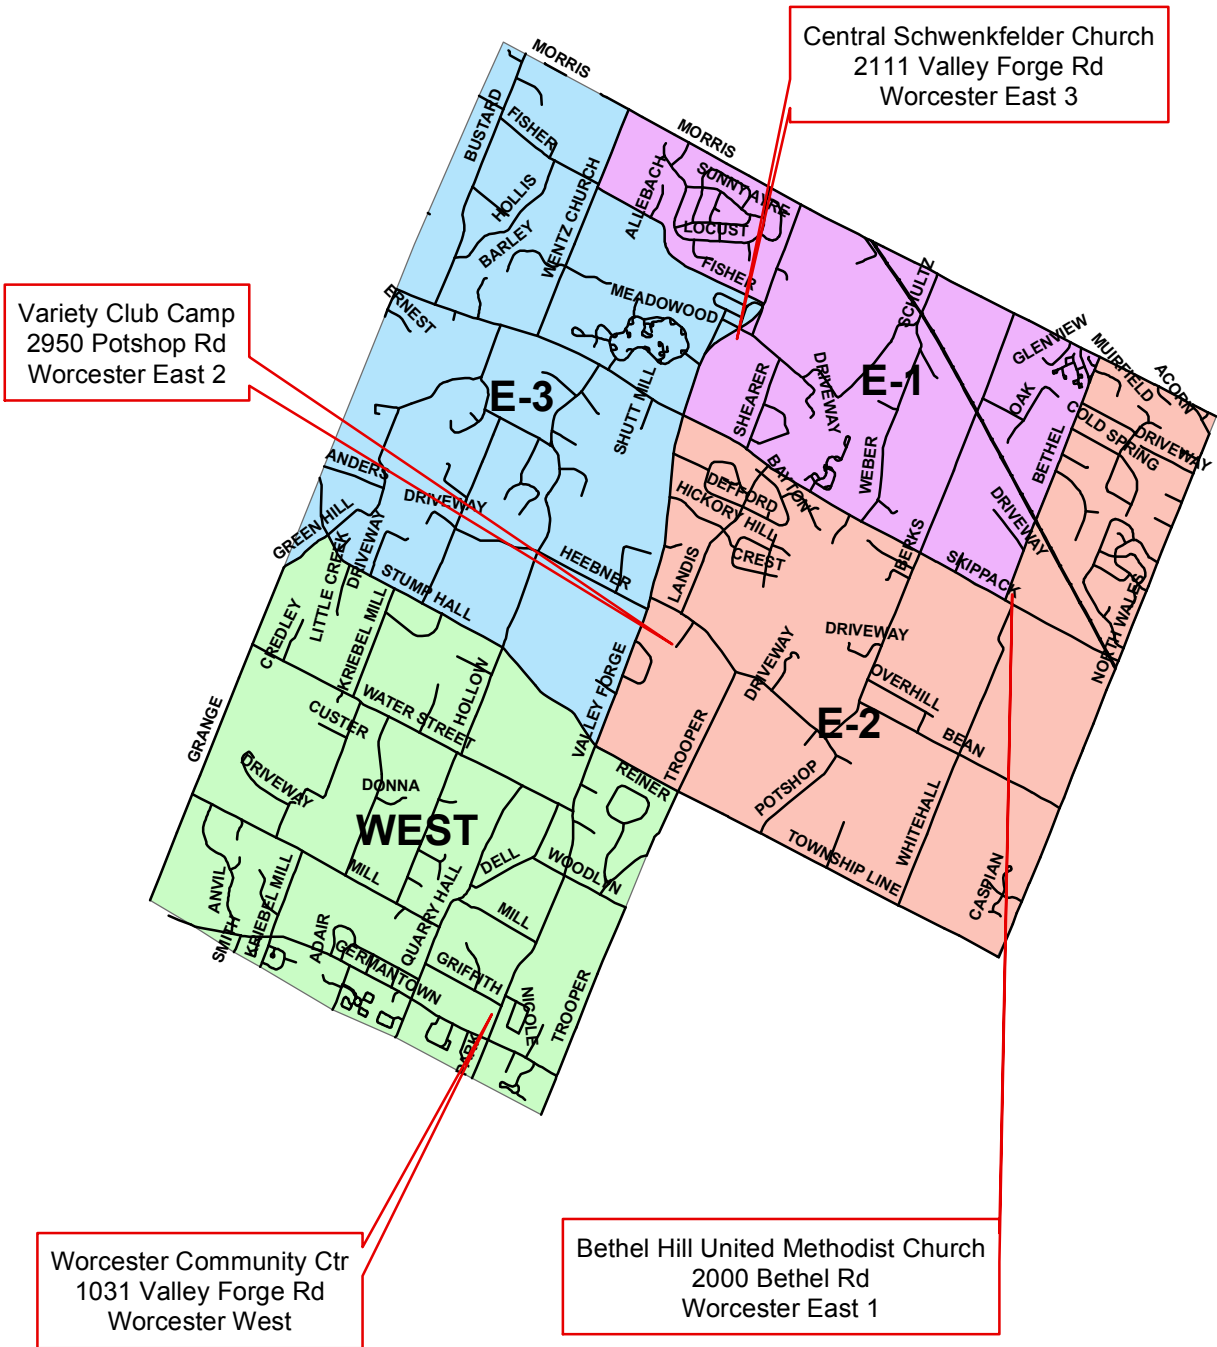 Central Schwenkfelder Church
2111 Valley Forge Rd
Worcester East 3
MORRIS
BUSTARD
FISHER
MORRIS
HOLLIS
WENTZ CHURCH
ALLEBACH
SUNNY AYRE
LOCUST
BARLEY
FISHER
SCHULTZ
Variety Club Camp
2950 Potshop Rd
Worcester East 2
ERNEST
MEADOWOOD
GLENVIEW
MUIRFIELD
ACORN
E-3
SHUTT MILL
SHEARER
DRIVEWAY
E-1
OAK
COLD SPRING
DRIVEWAY
BETHEL
WEBER
ANDERS
DRIVEWAY
DEFFORD
BAYTON
HICKORY HILL
DRIVEWAY
GREEN HILL
DRIVEWAY
LITTLE CREEK
HEEBNER
CREST
BERKS
SKIPPACK
LANDIS
STUMP HALL
CREDLEY
KRIEBEL MILL
DRIVEWAY
NORTH WALES
HOLLOW
VALLEY FORGE
DRIVEWAY
OVERHILL
GRANGE
CUSTER
WATER STREET
TROOPER
E-2
BEAN
DRIVEWAY
DONNA
REINER
POTSHOP
WEST
WHITEHALL
TOWNSHIP LINE
MILL
DELL
WOODLYN
CASPIAN
ANVIL
KRIEBEL MILL
QUARRY HALL
MILL
SMITH
ADAIR
GERMANTOWN
GRIFFITH
NICOLE
TROOPER
PARK
Worcester Community Ctr
1031 Valley Forge Rd
Worcester West
Bethel Hill United Methodist Church
2000 Bethel Rd
Worcester East 1